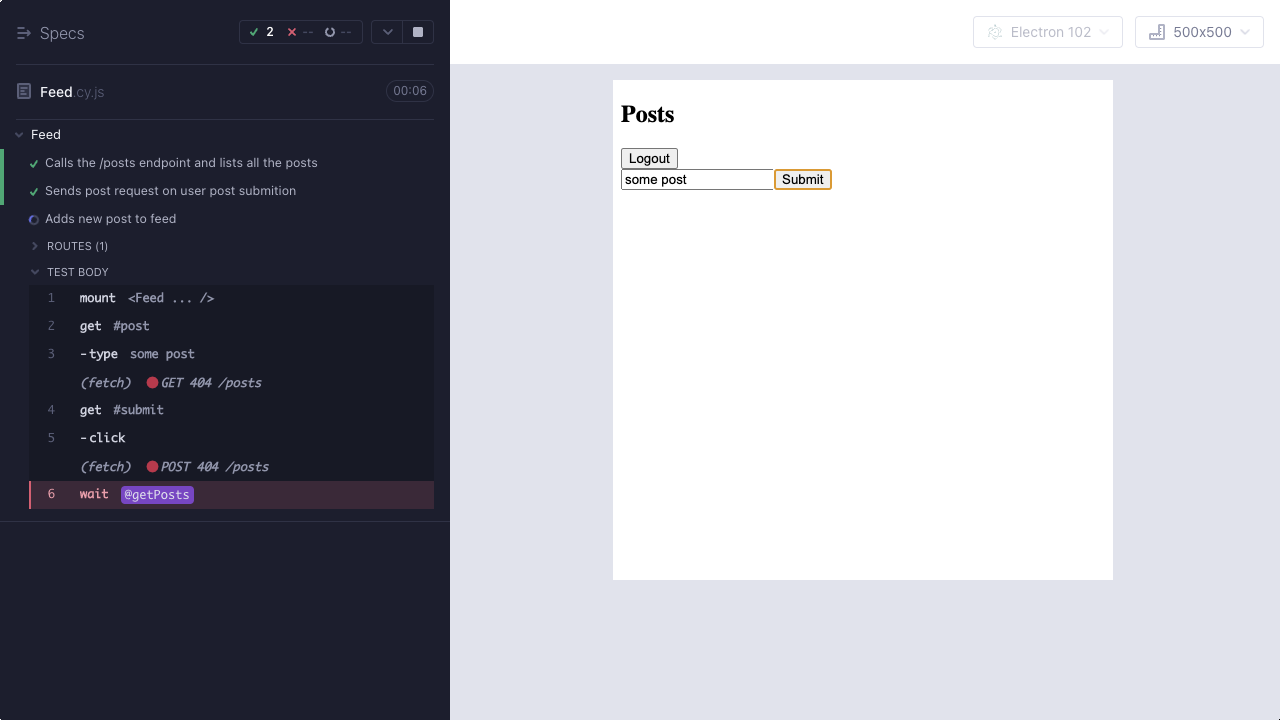 Specs
2
--
--
Electron 102
500x500
Feed.cy.js
00:06
Feed
Calls the /posts endpoint and lists all the posts
Sends post request on user post submition
Adds new post to feed
ROUTES (1)
TEST BODY
1 mount <Feed ... />
2 get #post
3 -type some post
(fetch) GET 404 /posts
4 get #submit
5 -click
(fetch) POST 404 /posts
6 wait @getPosts
Posts
Logout
some post
Submit